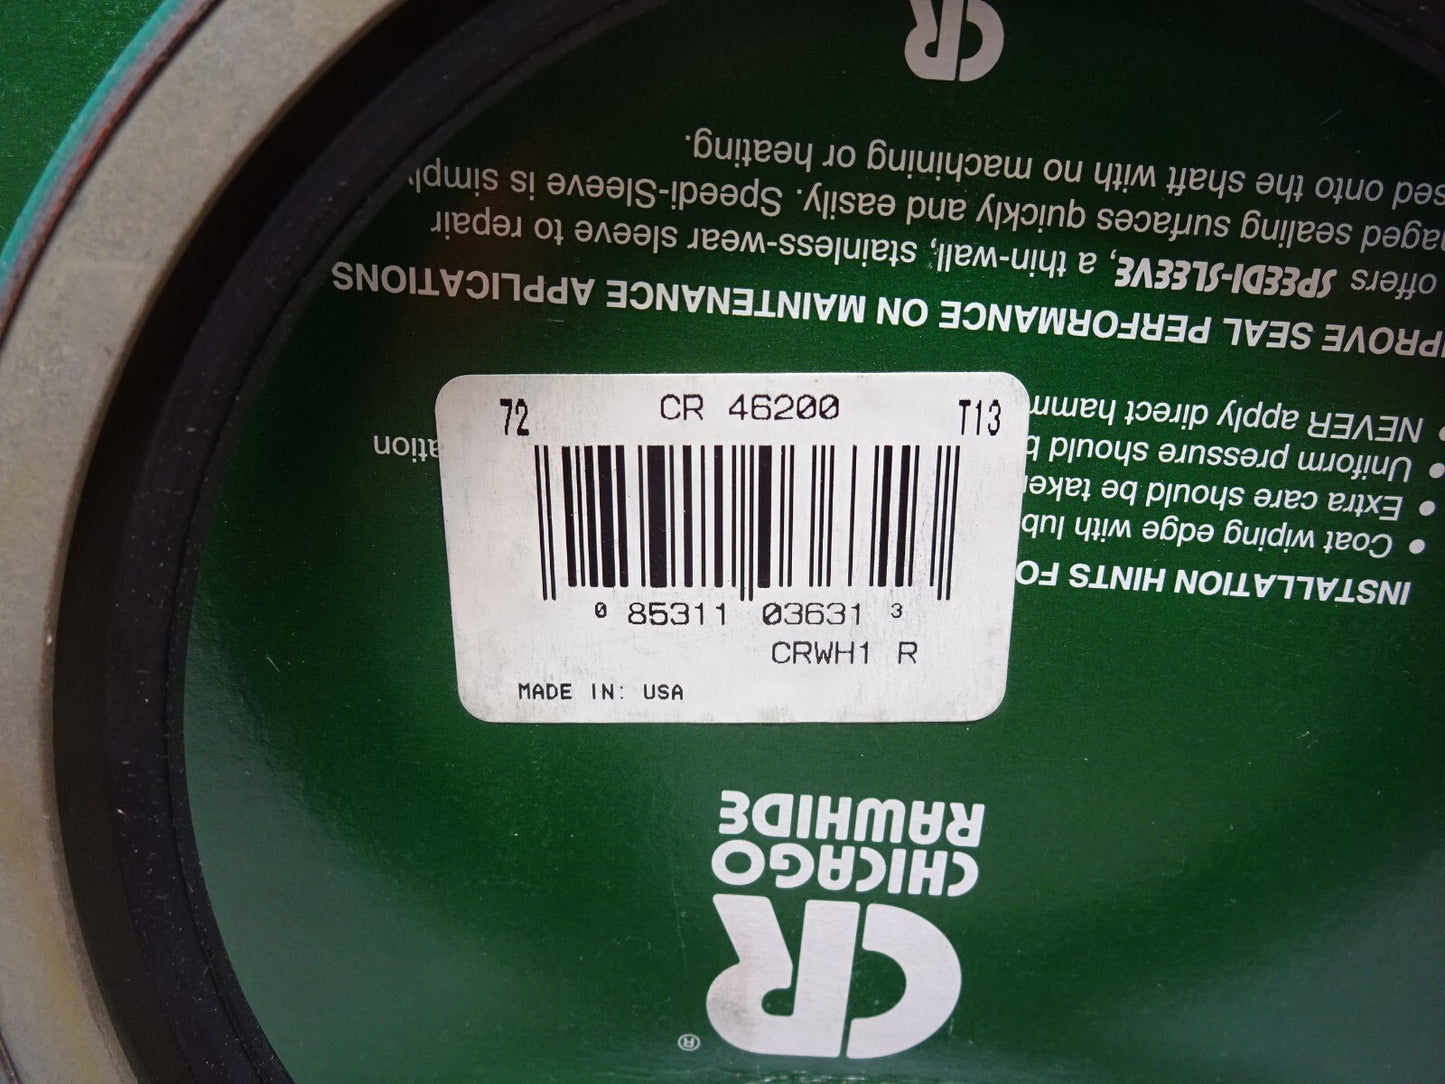 72 CR 46200 T13
0 85311 03631 3
CRWH1 R
MADE IN: USA
CR
CHICAGO
RAWHIDE
®
INSTALLATION HINTS FO
• Coat wiping edge with lub
• Extra care should be take
• Uniform pressure should b
• NEVER apply direct hamm
ation
PROVE SEAL PERFORMANCE ON MAINTENANCE APPLICATIONS
offers SPEEDI-SLEEVE, a thin-wall, stainless-wear sleeve to repair
aged sealing surfaces quickly and easily. Speedi-Sleeve is simply
sed onto the shaft with no machining or heating.
CR